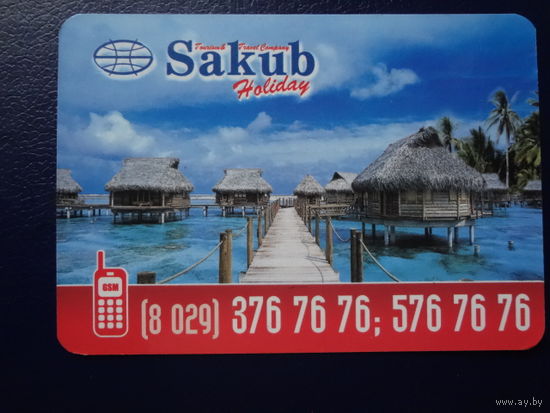 Tourism & Travel Company
Sakub
Holiday
GSM
(8 029) 376 76 76; 576 76 76
www.ay.by